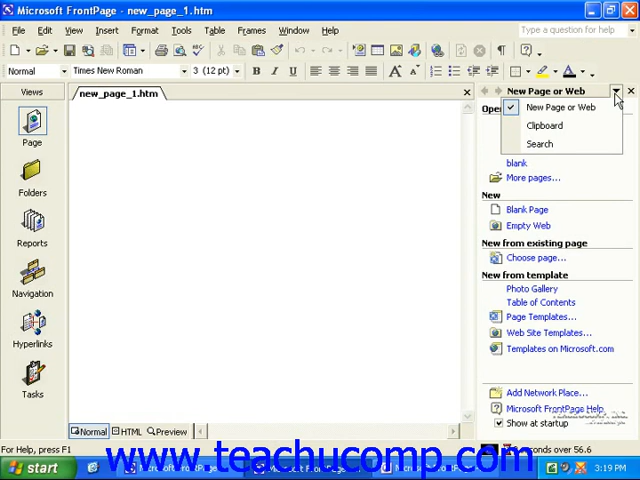 Microsoft FrontPage - new_page_1.htm
File Edit View Insert Format Tools Table Frames Window Help
Type a question for help
Normal Times New Roman 3 (12 pt) B I U A
Views
new_page_1.htm
New Page or Web
New Page or Web
Clipboard
Search
blank
More pages...
New
Blank Page
Empty Web
New from existing page
Choose page...
New from template
Photo Gallery
Table of Contents
Page Templates...
Web Site Templates...
Templates on Microsoft.com
Add Network Place...
Microsoft FrontPage Help
Show at startup
Page
Folders
Reports
Navigation
Hyperlinks
Tasks
Normal HTML Preview
For Help, press F1
seconds over 56.6
www.teachucomp.com
start
3:19 PM